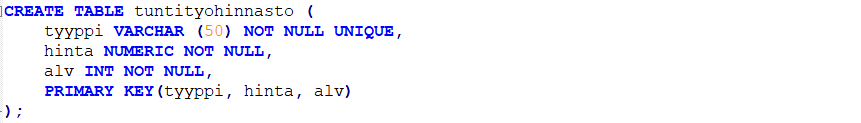 CREATE TABLE tuntityohinnasto (
    tyyppi VARCHAR (50) NOT NULL UNIQUE,
    hinta NUMERIC NOT NULL,
    alv INT NOT NULL,
    PRIMARY KEY(tyyppi, hinta, alv)
);